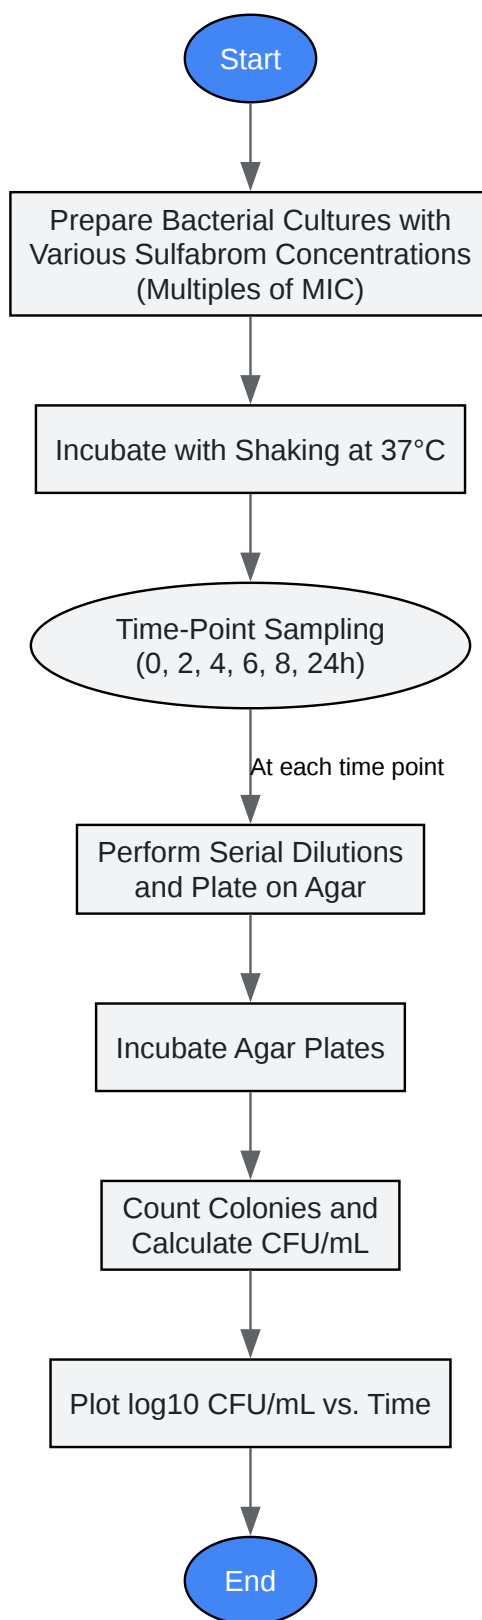 Start
Prepare Bacterial Cultures with
Various Sulfabrom Concentrations
(Multiples of MIC)
Incubate with Shaking at 37°C
Time-Point Sampling
(0, 2, 4, 6, 8, 24h)
At each time point
Perform Serial Dilutions
and Plate on Agar
Incubate Agar Plates
Count Colonies and
Calculate CFU/mL
Plot log10 CFU/mL vs. Time
End